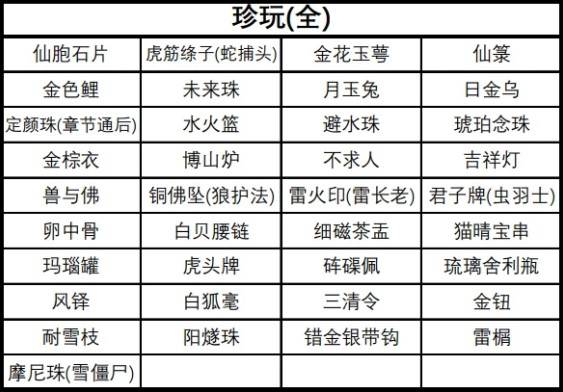 珍玩(全)
仙胞石片 虎筋绦子(蛇捕头) 金花玉萼 仙箓
金色鲤 未来珠 月玉兔 日金乌
定颜珠(章节通后) 水火篮 避水珠 琥珀念珠
金棕衣 博山炉 不求人 吉祥灯
兽与佛 铜佛坠(狼护法) 雷火印(雷长老) 君子牌(虫羽士)
卵中骨 白贝腰链 细磁茶盂 猫晴宝串
玛瑙罐 虎头牌 砗磲佩 琉璃舍利瓶
风铎 白狐毫 三清令 金钮
耐雪枝 阳燧珠 错金银带钩 雷榍
摩尼珠(雪僵尸)